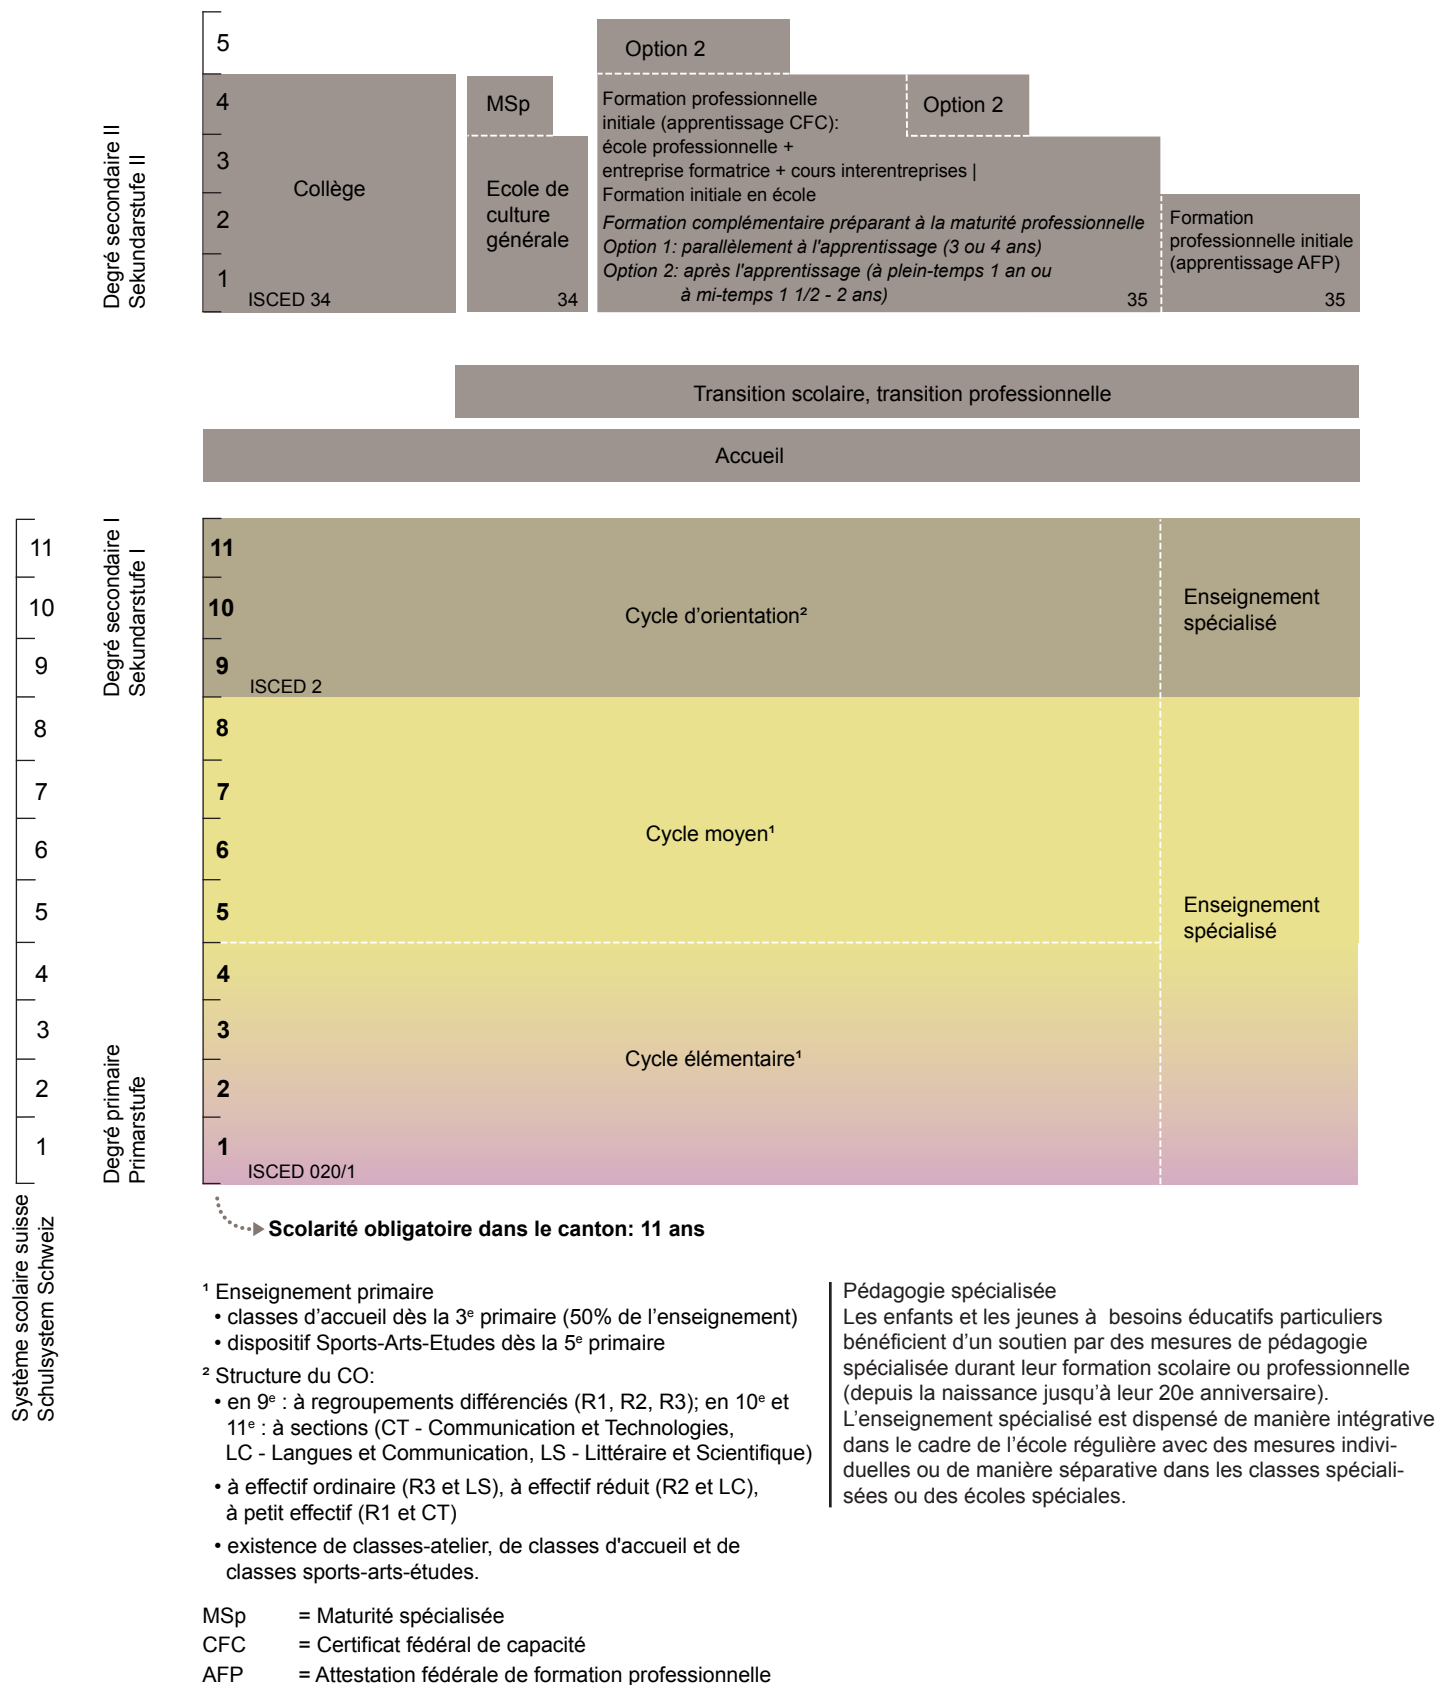 5
4
3
2
1
Degré secondaire II
Sekundarstufe II
Collège
ISCED 34
MSp
Ecole de
culture
générale
34
Option 2
Formation professionnelle
initiale (apprentissage CFC):
école professionnelle +
entreprise formatrice + cours interentreprises |
Formation initiale en école
Formation complémentaire préparant à la maturité professionnelle
Option 1: parallèlement à l'apprentissage (3 ou 4 ans)
Option 2: après l'apprentissage (à plein-temps 1 an ou
à mi-temps 1 1/2 - 2 ans)
35
Option 2
Formation
professionnelle initiale
(apprentissage AFP)
35
Transition scolaire, transition professionnelle
Accueil
11
10
9
8
7
6
5
4
3
2
1
Système scolaire suisse
Schulsystem Schweiz
Degré secondaire I
Sekundarstufe I
Degré primaire
Primarstufe
11
10
9
8
7
6
5
4
3
2
1
Cycle d’orientation²
ISCED 2
Enseignement
spécialisé
Cycle moyen¹
Enseignement
spécialisé
Cycle élémentaire¹
ISCED 020/1
Scolarité obligatoire dans le canton: 11 ans
¹ Enseignement primaire
• classes d’accueil dès la 3ᵉ primaire (50% de l’enseignement)
• dispositif Sports-Arts-Etudes dès la 5ᵉ primaire
² Structure du CO:
• en 9ᵉ : à regroupements différenciés (R1, R2, R3); en 10ᵉ et
11ᵉ : à sections (CT - Communication et Technologies,
LC - Langues et Communication, LS - Littéraire et Scientifique)
• à effectif ordinaire (R3 et LS), à effectif réduit (R2 et LC),
à petit effectif (R1 et CT)
• existence de classes-atelier, de classes d'accueil et de
classes sports-arts-études.
MSp = Maturité spécialisée
CFC = Certificat fédéral de capacité
AFP = Attestation fédérale de formation professionnelle
Pédagogie spécialisée
Les enfants et les jeunes à besoins éducatifs particuliers
bénéficient d’un soutien par des mesures de pédagogie
spécialisée durant leur formation scolaire ou professionnelle
(depuis la naissance jusqu’à leur 20e anniversaire).
L’enseignement spécialisé est dispensé de manière intégrative
dans le cadre de l’école régulière avec des mesures indivi-
duelles ou de manière séparative dans les classes spéciali-
sées ou des écoles spéciales.